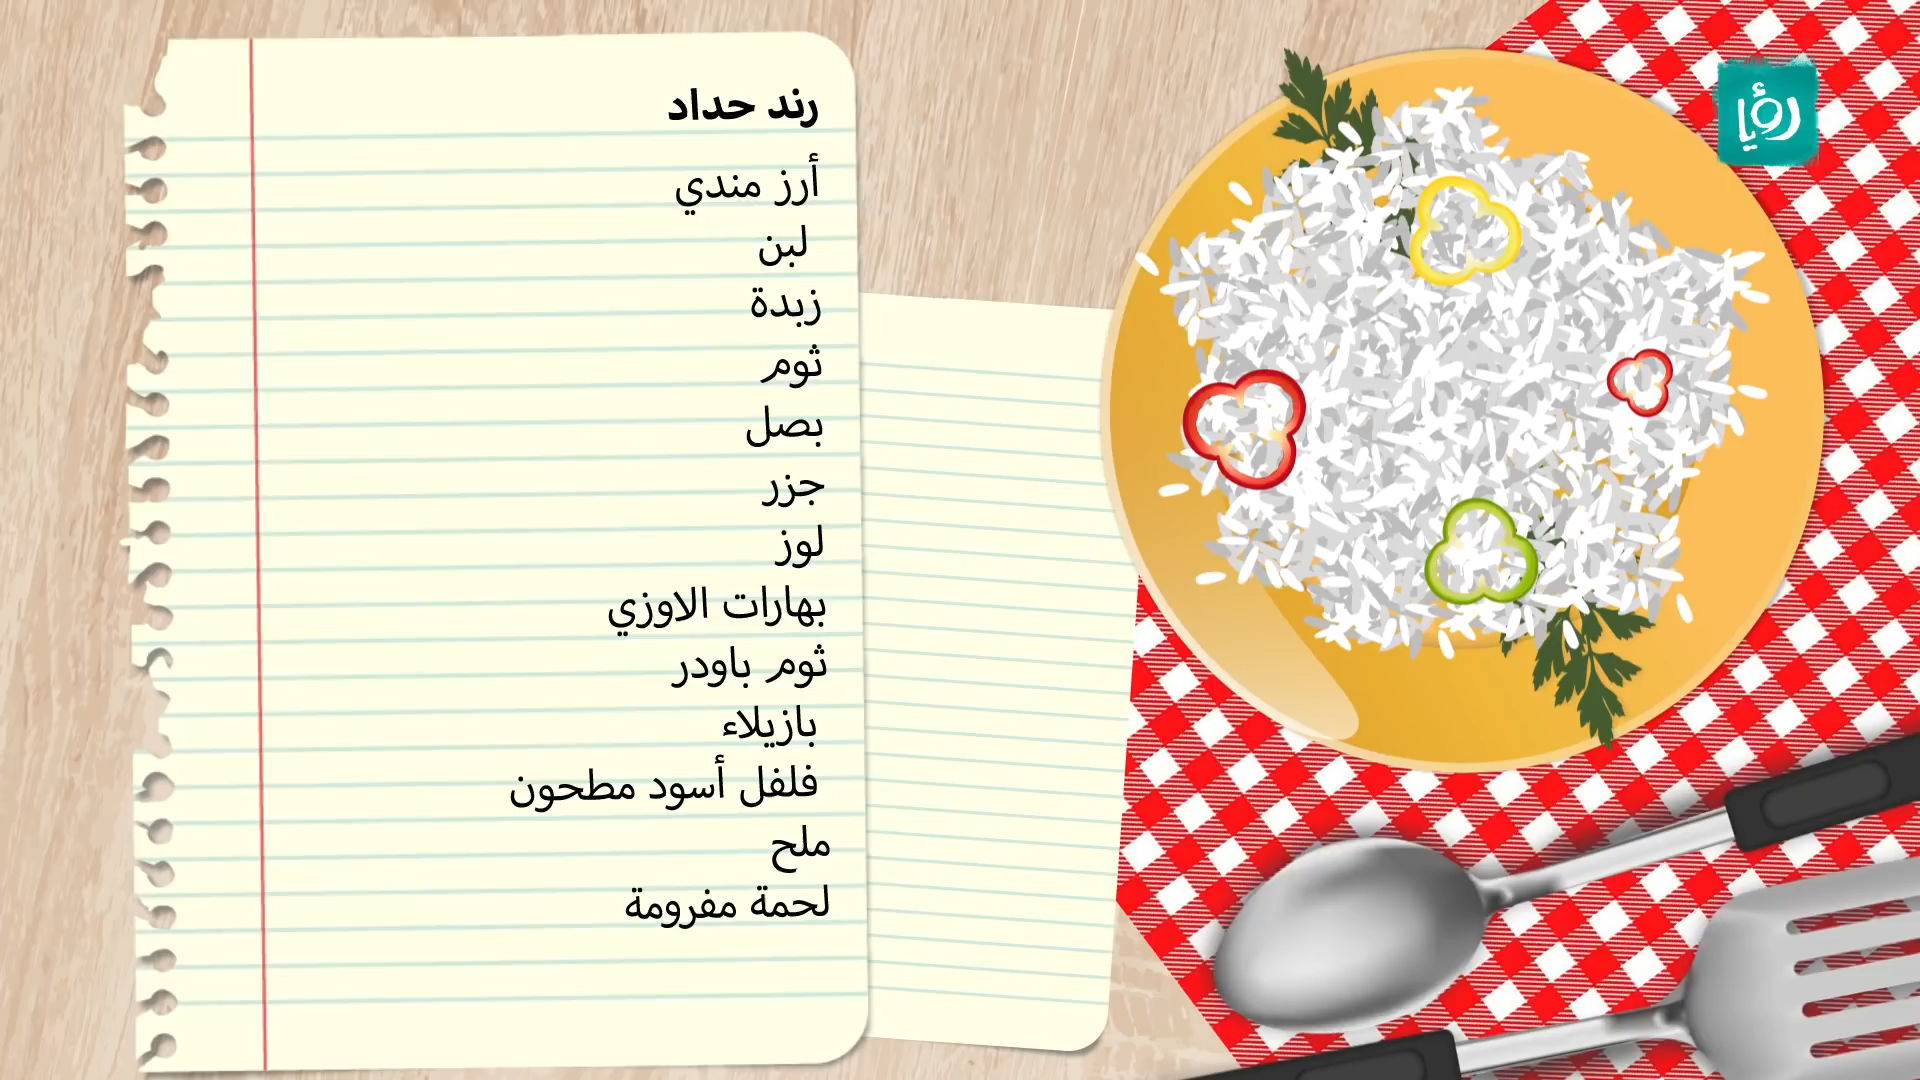 رند حداد
أرز مندي
لبن
زبدة
ثوم
بصل
جزر
لوز
بهارات الاوزي
ثوم باودر
بازيلاء
فلفل أسود مطحون
ملح
لحمة مفرومة
رؤيا